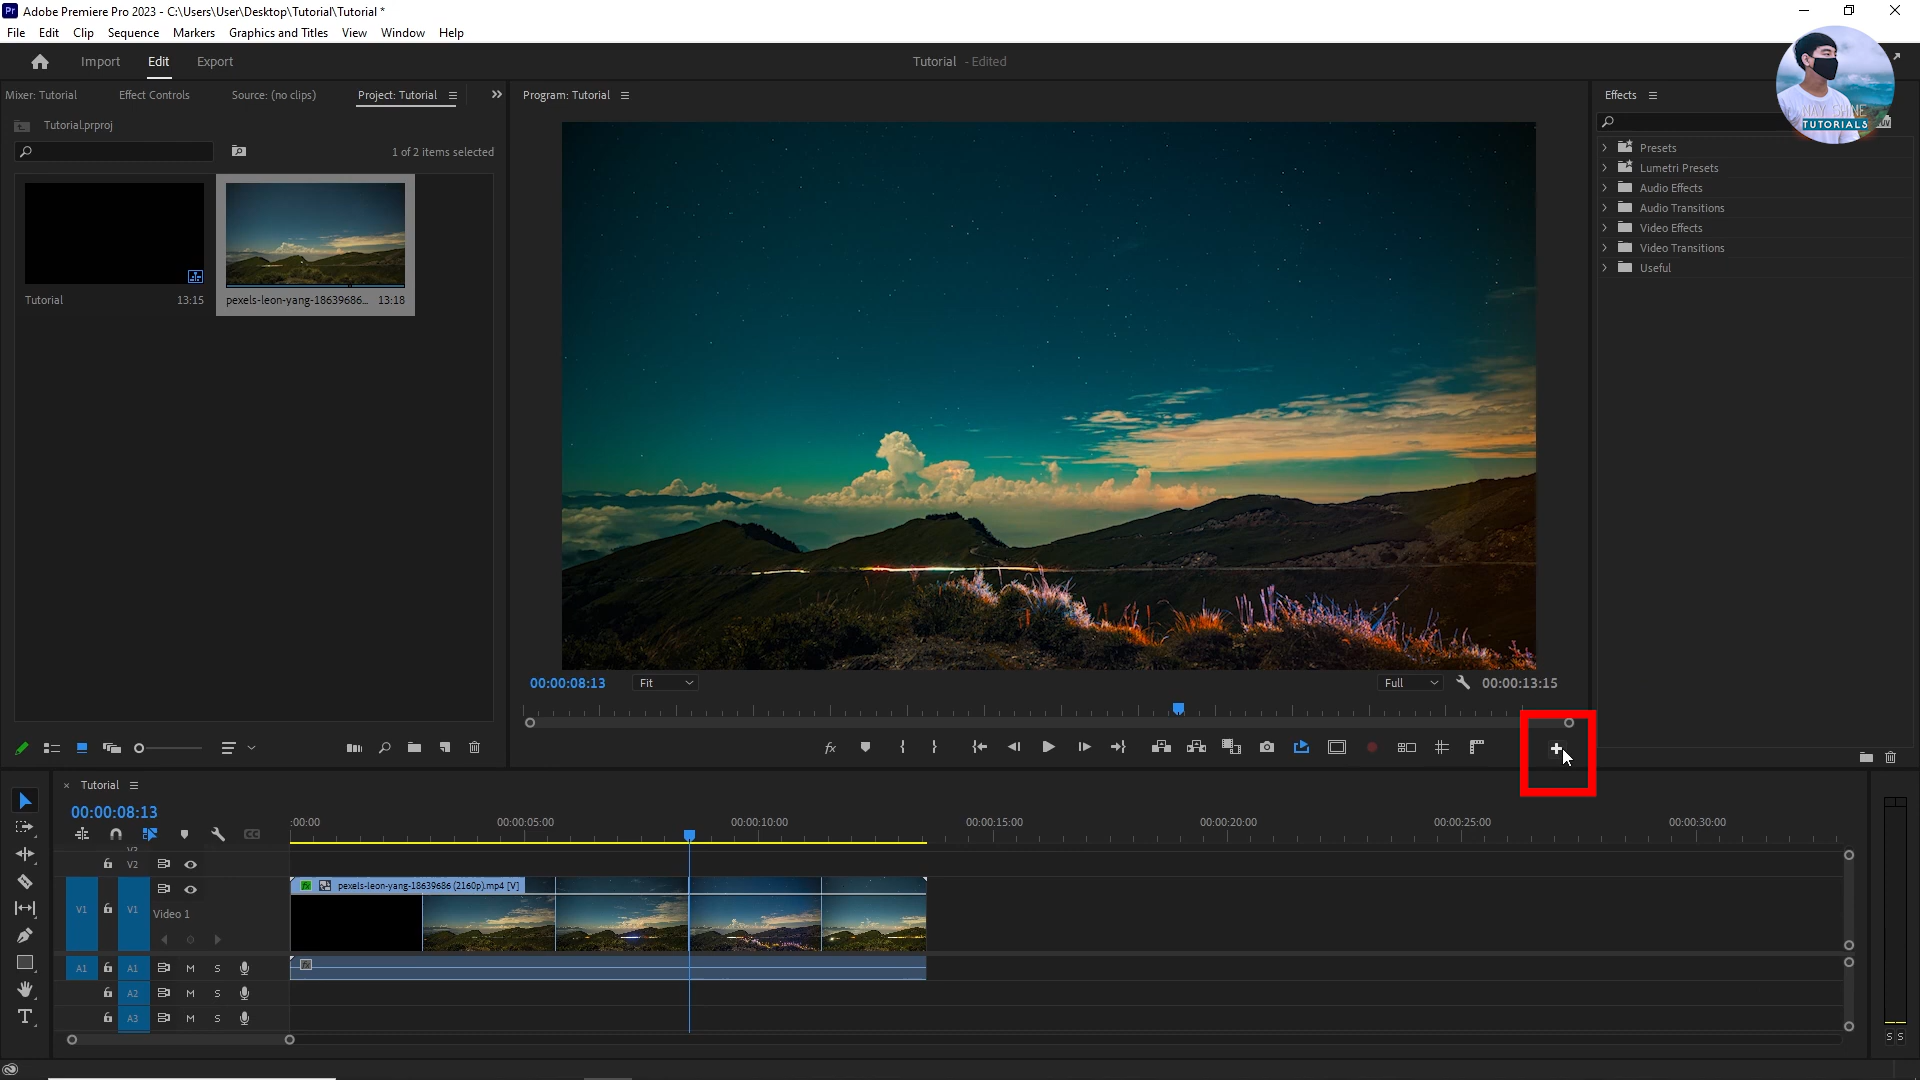 Pr Adobe Premiere Pro 2023 - C:\Users\User\Desktop\Tutorial\Tutorial *
File Edit Clip Sequence Markers Graphics and Titles View Window Help
Import Edit Export
Tutorial - Edited
NAY SHINE
TUTORIALS
Mixer: Tutorial Effect Controls Source: (no clips) Project: Tutorial
Tutorial.prproj
1 of 2 items selected
Tutorial 13:15
pexels-leon-yang-18639686... 13:18
Program: Tutorial
00:00:08:13 Fit Full 00:00:13:15
fx
Effects
Presets
Lumetri Presets
Audio Effects
Audio Transitions
Video Effects
Video Transitions
Useful
× Tutorial
00:00:08:13
:00:00 00:00:05:00 00:00:10:00 00:00:15:00 00:00:20:00 00:00:25:00 00:00:30:00
CC
V2
V1 V1 Video 1
fx pexels-leon-yang-18639686 (2160p).mp4 [V]
A1 A1 M S
A2 M S
A3 M S
T
S S